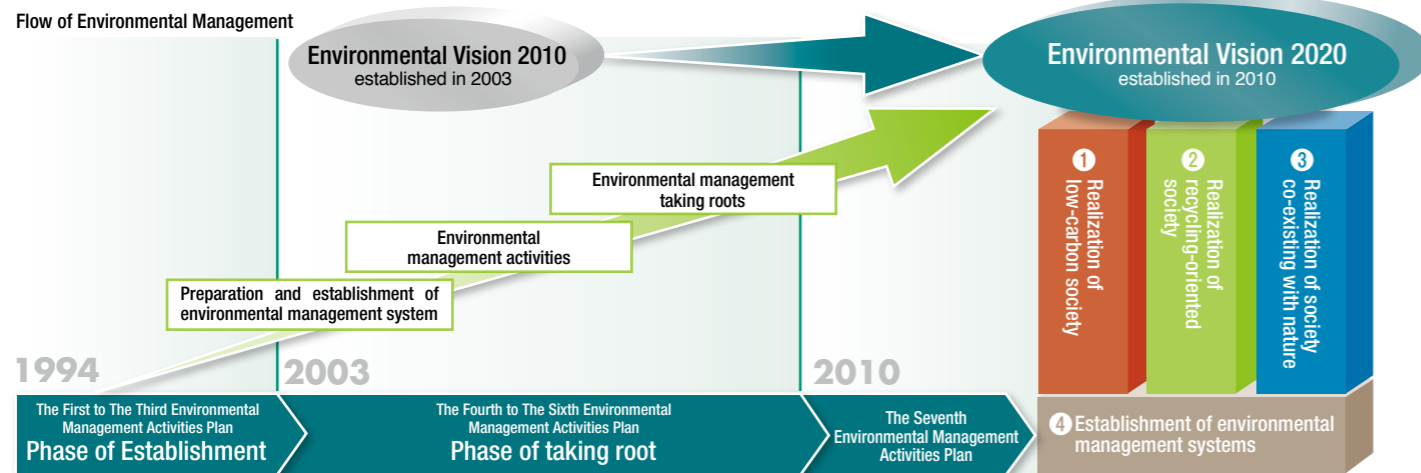 Flow of Environmental Management
Environmental Vision 2010
established in 2003
Environmental Vision 2020
established in 2010
Environmental management
taking roots
Environmental
management activities
Preparation and establishment of
environmental management system
1 Realization of
low-carbon society
2 Realization of
recycling-oriented
society
3 Realization of society
co-existing with nature
1994
2003
2010
The First to The Third Environmental
Management Activities Plan
Phase of Establishment
The Fourth to The Sixth Environmental
Management Activities Plan
Phase of taking root
The Seventh
Environmental Management
Activities Plan
4 Establishment of environmental
management systems